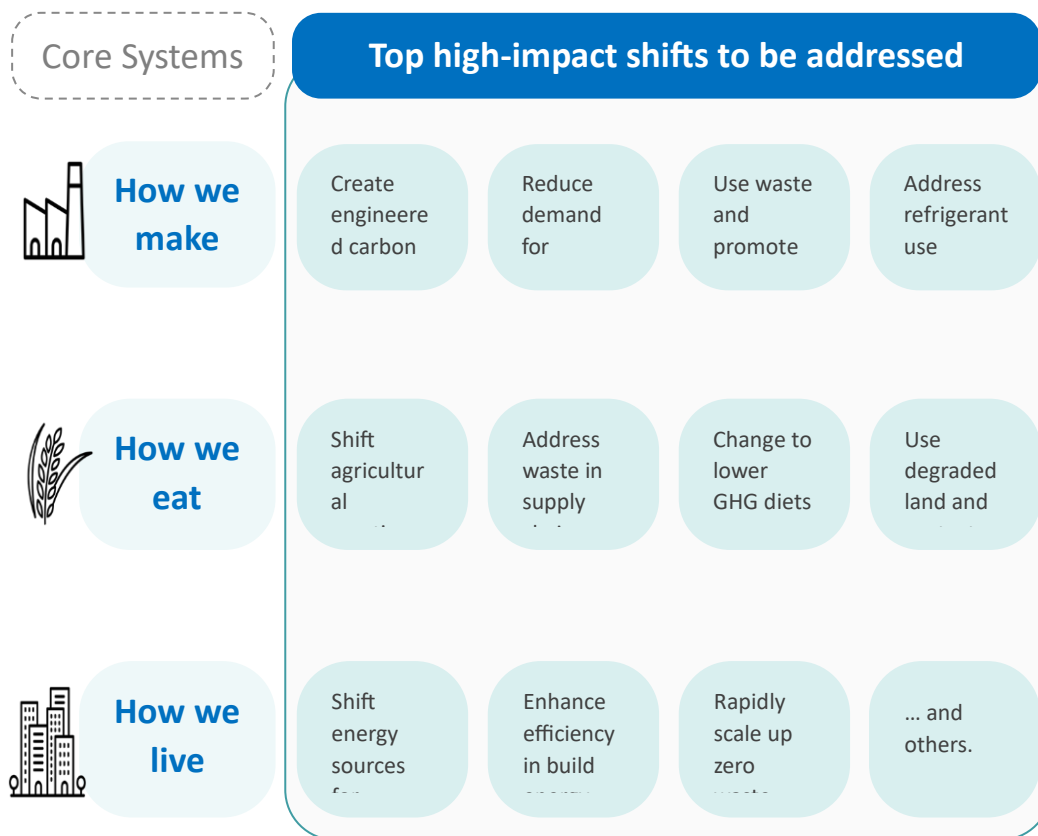 Core Systems
Top high-impact shifts to be addressed
How we
make
Create
engineere
d carbon
Reduce
demand
for
Use waste
and
promote
Address
refrigerant
use
How we
eat
Shift
agricultur
al
Address
waste in
supply
Change to
lower
GHG diets
Use
degraded
land and
How we
live
Shift
energy
sources
Enhance
efficiency
in build
Rapidly
scale up
zero
... and
others.